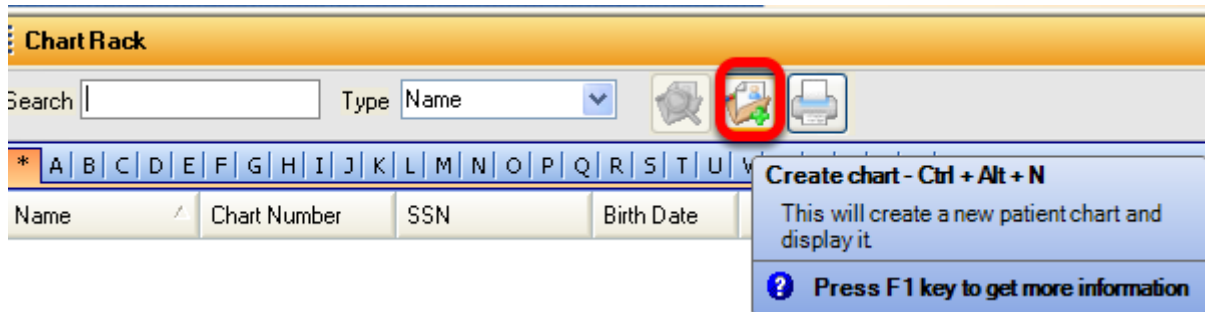 Chart Rack
Search Type Name
* A B C D E F G H I J K L M N O P Q R S T U V
Name Chart Number SSN Birth Date
Create chart - Ctrl + Alt + N
This will create a new patient chart and
display it
Press F1 key to get more information